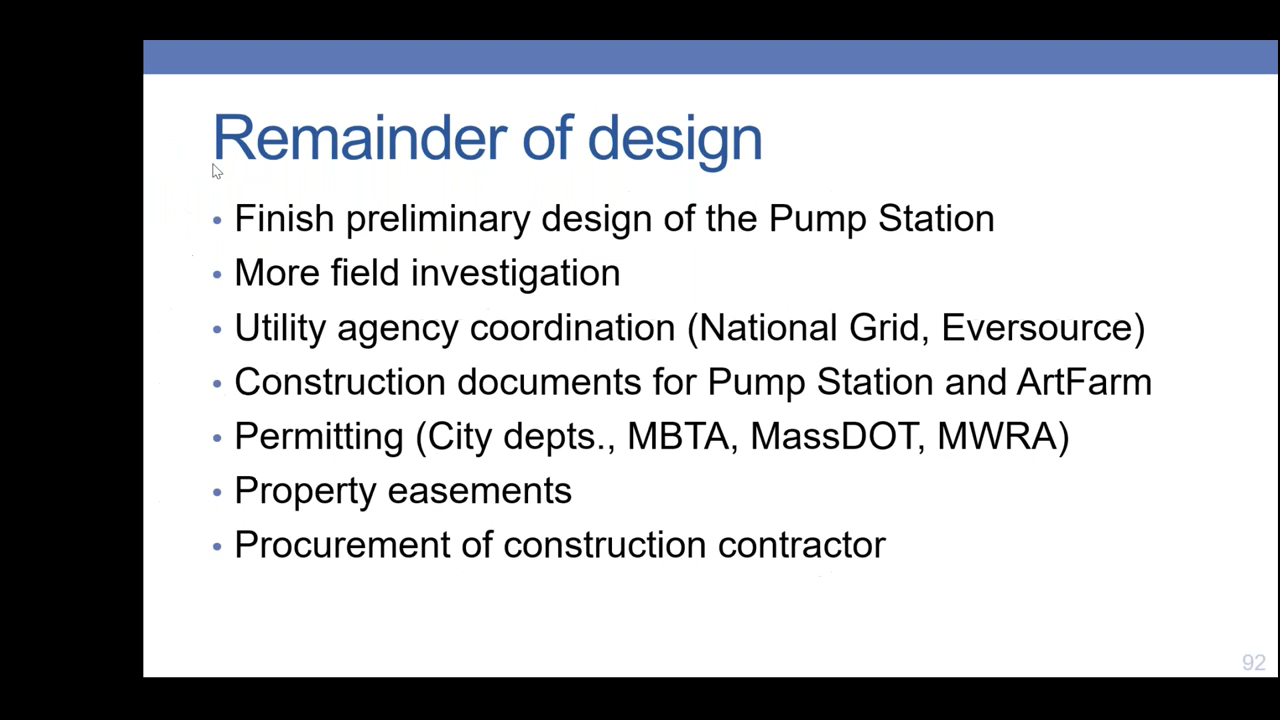 Remainder of design
• Finish preliminary design of the Pump Station
• More field investigation
• Utility agency coordination (National Grid, Eversource)
• Construction documents for Pump Station and ArtFarm
• Permitting (City depts., MBTA, MassDOT, MWRA)
• Property easements
• Procurement of construction contractor
92